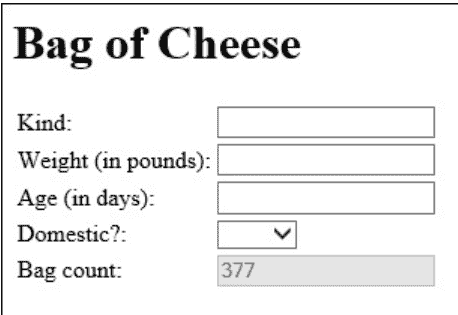 Bag of Cheese
Kind:
Weight (in pounds):
Age (in days):
Domestic?:
Bag count: 377